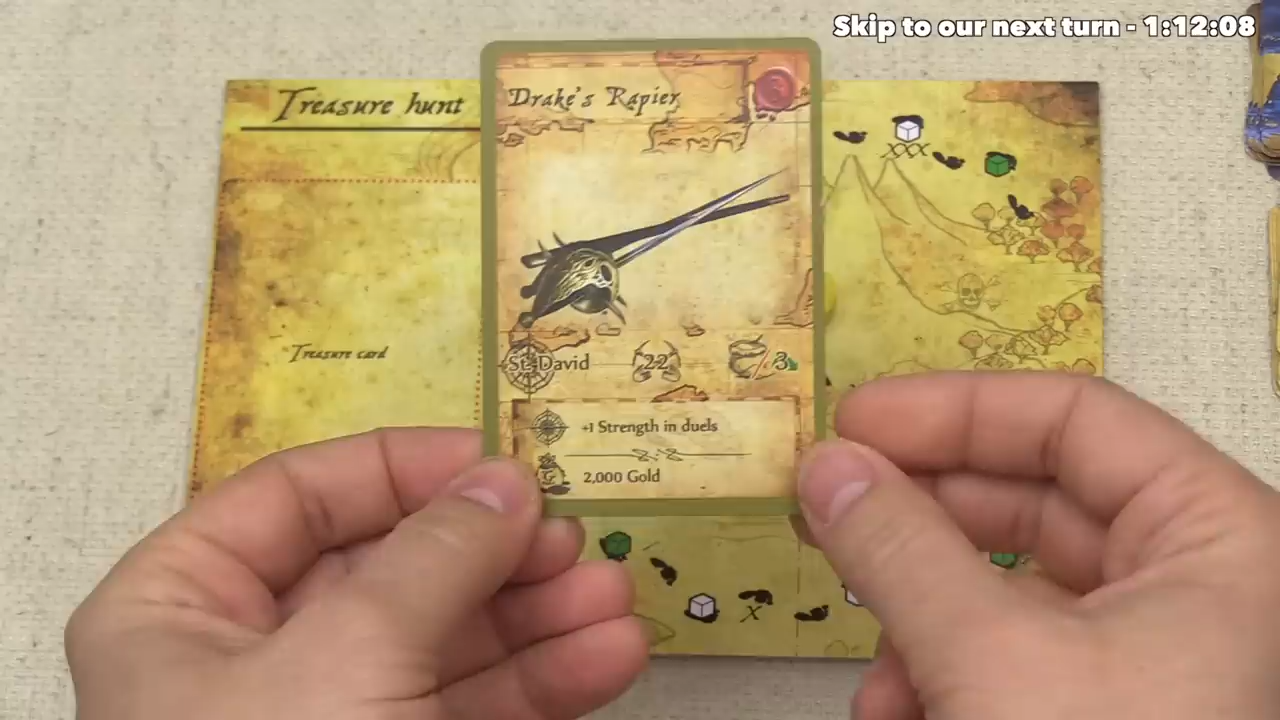 Skip to our next turn - 1:12:08
Treasure hunt
Drake's Rapier
XXX
Treasure card
St. David
22
3
+1 Strength in duels
G
2,000 Gold
X